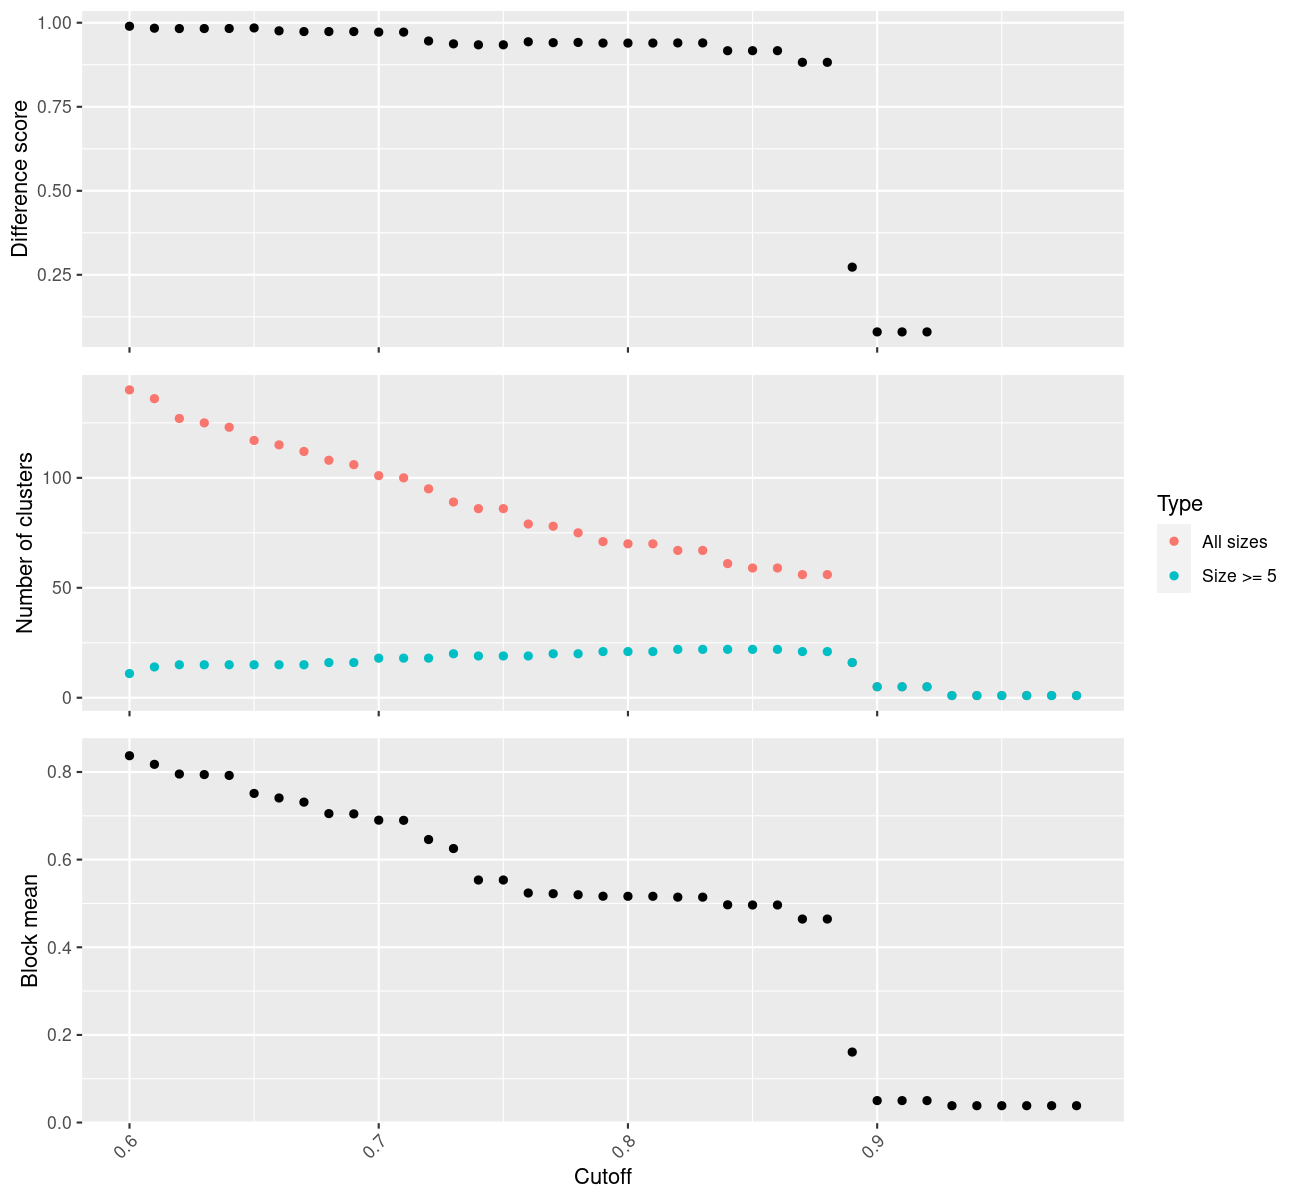 Difference score
1.00
0.75
0.50
0.25
Number of clusters
100
50
0
Type
All sizes
Size >= 5
Block mean
0.8
0.6
0.4
0.2
0.0
0.6 0.7 0.8 0.9
Cutoff